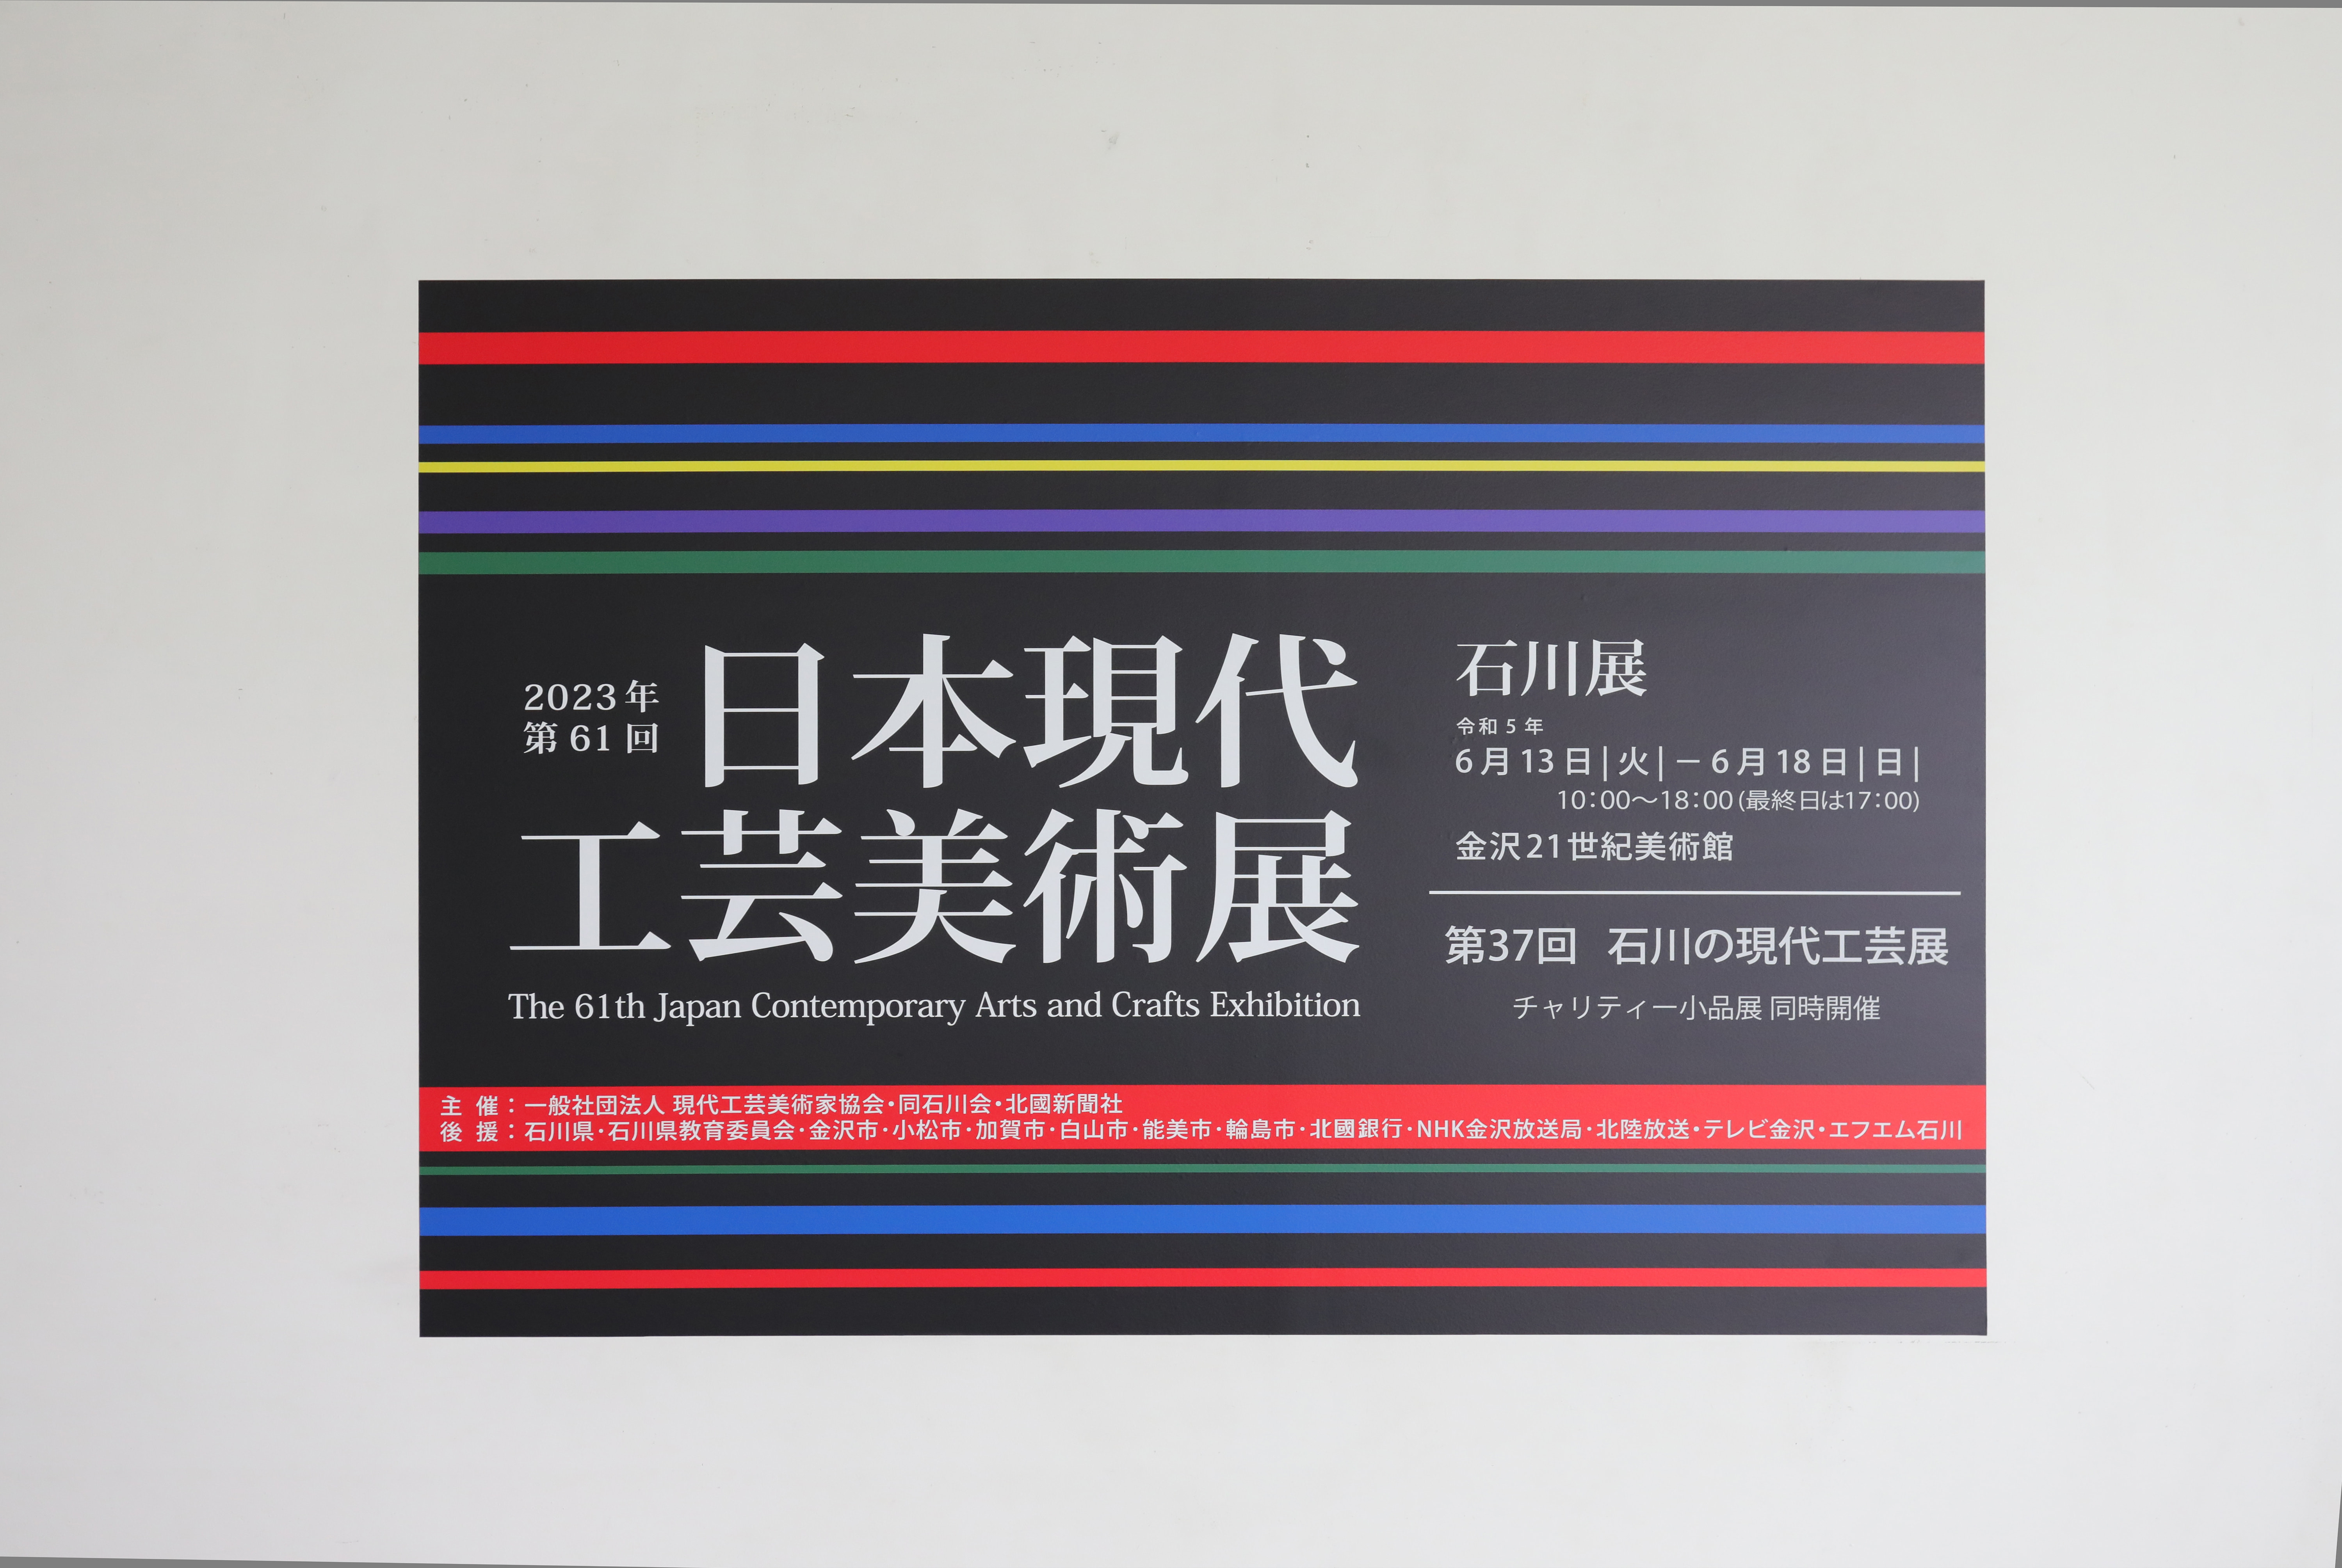 2023年
第61回
日本現代
工芸美術展
The 61th Japan Contemporary Arts and Crafts Exhibition
石川展
令和5年
6月13日|火|－6月18日|日|
10：00～18：00(最終日は17：00)
金沢21世紀美術館
第37回 石川の現代工芸展
チャリティー小品展 同時開催
主 催：一般社団法人 現代工芸美術家協会・同石川会・北國新聞社
後 援：石川県・石川県教育委員会・金沢市・小松市・加賀市・白山市・能美市・輪島市・北國銀行・NHK金沢放送局・北陸放送・テレビ金沢・エフエム石川